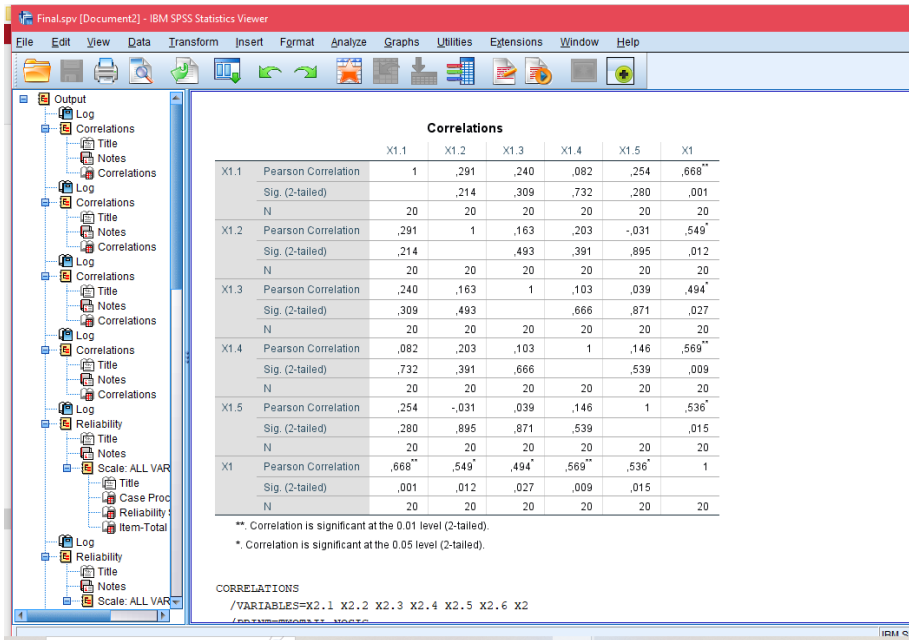 Final.spv [Document2] - IBM SPSS Statistics Viewer
File Edit View Data Transform Insert Format Analyze Graphs Utilities Extensions Window Help
Output
Log
Correlations
Title
Notes
Correlations
Log
Correlations
Title
Notes
Correlations
Log
Correlations
Title
Notes
Correlations
Log
Correlations
Title
Notes
Correlations
Log
Reliability
Title
Notes
Scale: ALL VAR
Title
Case Proc
Reliability
Item-Total
Log
Reliability
Title
Notes
Scale: ALL VAR
Correlations
X1.1 X1.2 X1.3 X1.4 X1.5 X1
X1.1 Pearson Correlation 1 ,291 ,240 ,082 ,254 ,668**
Sig. (2-tailed) ,214 ,309 ,732 ,280 ,001
N 20 20 20 20 20 20
X1.2 Pearson Correlation ,291 1 ,163 ,203 -,031 ,549*
Sig. (2-tailed) ,214 ,493 ,391 ,895 ,012
N 20 20 20 20 20 20
X1.3 Pearson Correlation ,240 ,163 1 ,103 ,039 ,494*
Sig. (2-tailed) ,309 ,493 ,666 ,871 ,027
N 20 20 20 20 20 20
X1.4 Pearson Correlation ,082 ,203 ,103 1 ,146 ,569**
Sig. (2-tailed) ,732 ,391 ,666 ,539 ,009
N 20 20 20 20 20 20
X1.5 Pearson Correlation ,254 -,031 ,039 ,146 1 ,536*
Sig. (2-tailed) ,280 ,895 ,871 ,539 ,015
N 20 20 20 20 20 20
X1 Pearson Correlation ,668** ,549* ,494* ,569** ,536* 1
Sig. (2-tailed) ,001 ,012 ,027 ,009 ,015
N 20 20 20 20 20 20
**. Correlation is significant at the 0.01 level (2-tailed).
*. Correlation is significant at the 0.05 level (2-tailed).
CORRELATIONS
/VARIABLES=X2.1 X2.2 X2.3 X2.4 X2.5 X2.6 X2
/PRINT=TWOTAIL NOSIG
IBM S